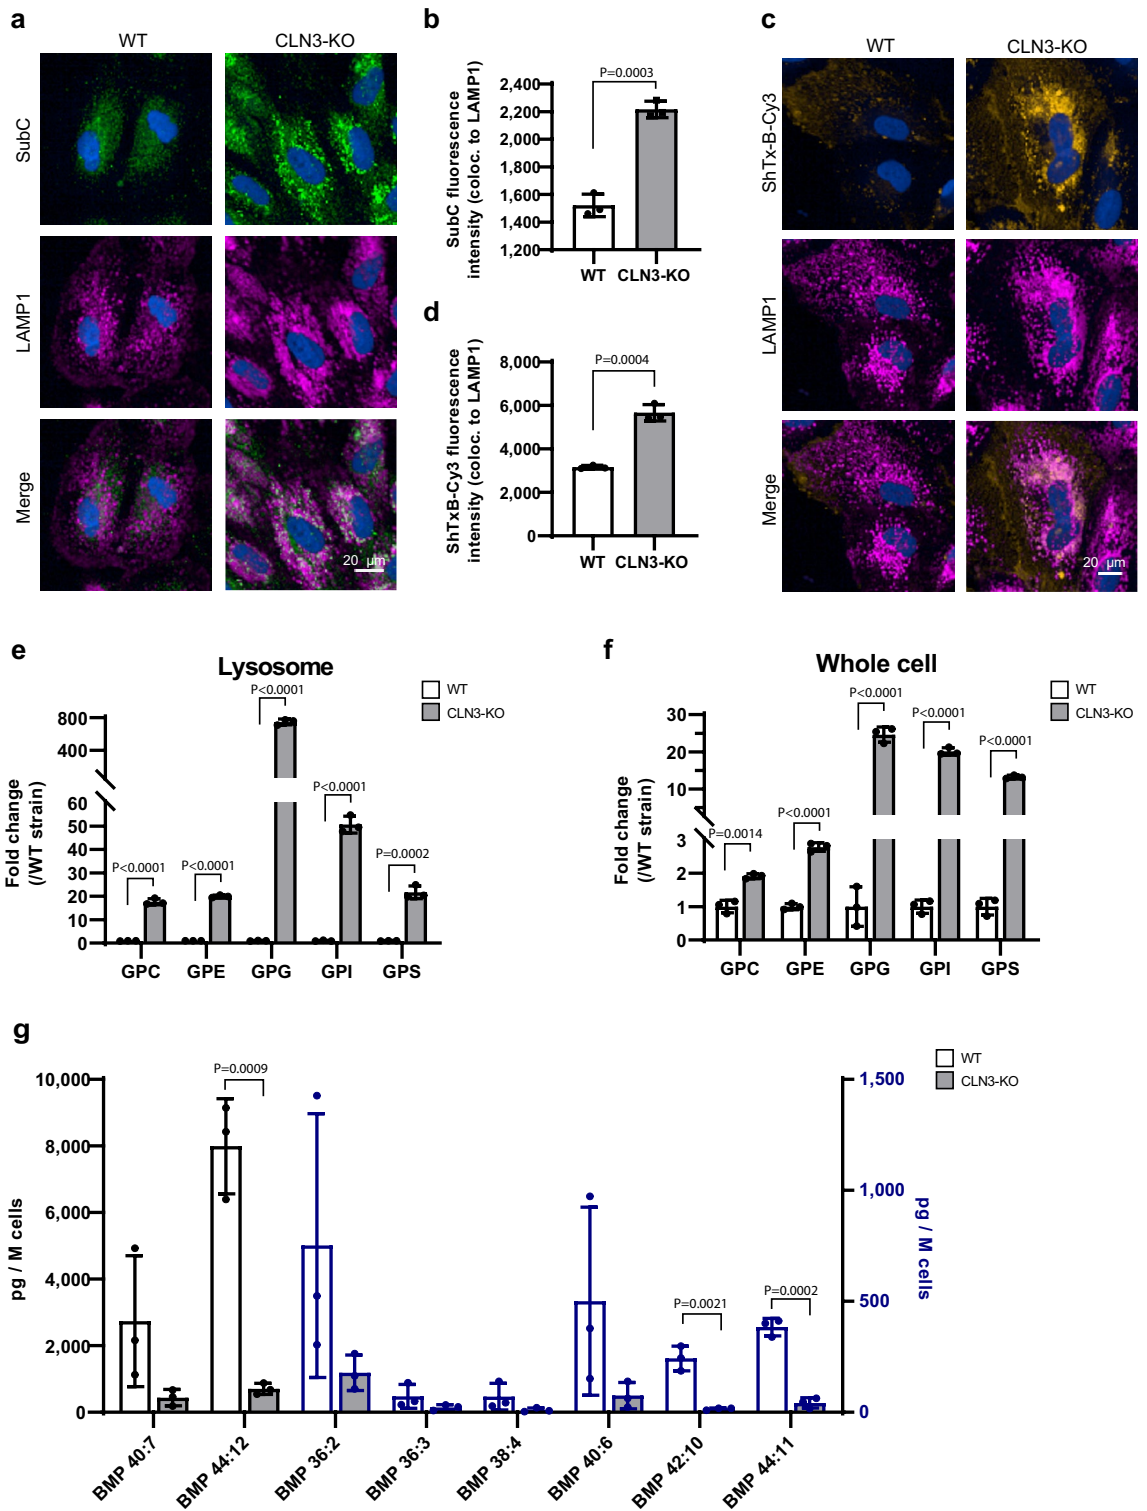 a
WT
CLN3-KO
SubC
LAMP1
Merge
20 μm
b
P=0.0003
SubC fluorescence
intensity (coloc. to LAMP1)
2,400
2,200
2,000
1,800
1,600
1,400
1,200
WT
CLN3-KO
c
WT
CLN3-KO
ShTx-B-Cy3
LAMP1
Merge
20 μm
d
P=0.0004
ShTxB-Cy3 fluorescence
intensity (coloc. to LAMP1)
8,000
6,000
4,000
2,000
0
WT
CLN3-KO
e
Lysosome
WT
CLN3-KO
Fold change
(/WT strain)
800
400
60
50
40
30
20
10
0
P<0.0001
P<0.0001
P<0.0001
P<0.0001
P=0.0002
GPC
GPE
GPG
GPI
GPS
f
Whole cell
WT
CLN3-KO
Fold change
(/WT strain)
30
20
10
3
2
1
0
P=0.0014
P<0.0001
P<0.0001
P<0.0001
P<0.0001
GPC
GPE
GPG
GPI
GPS
g
WT
CLN3-KO
pg / M cells
10,000
8,000
6,000
4,000
2,000
0
P=0.0009
P=0.0021
P=0.0002
1,500
1,000
500
0
pg / M cells
BMP 40:7
BMP 44:12
BMP 36:2
BMP 36:3
BMP 38:4
BMP 40:6
BMP 42:10
BMP 44:11